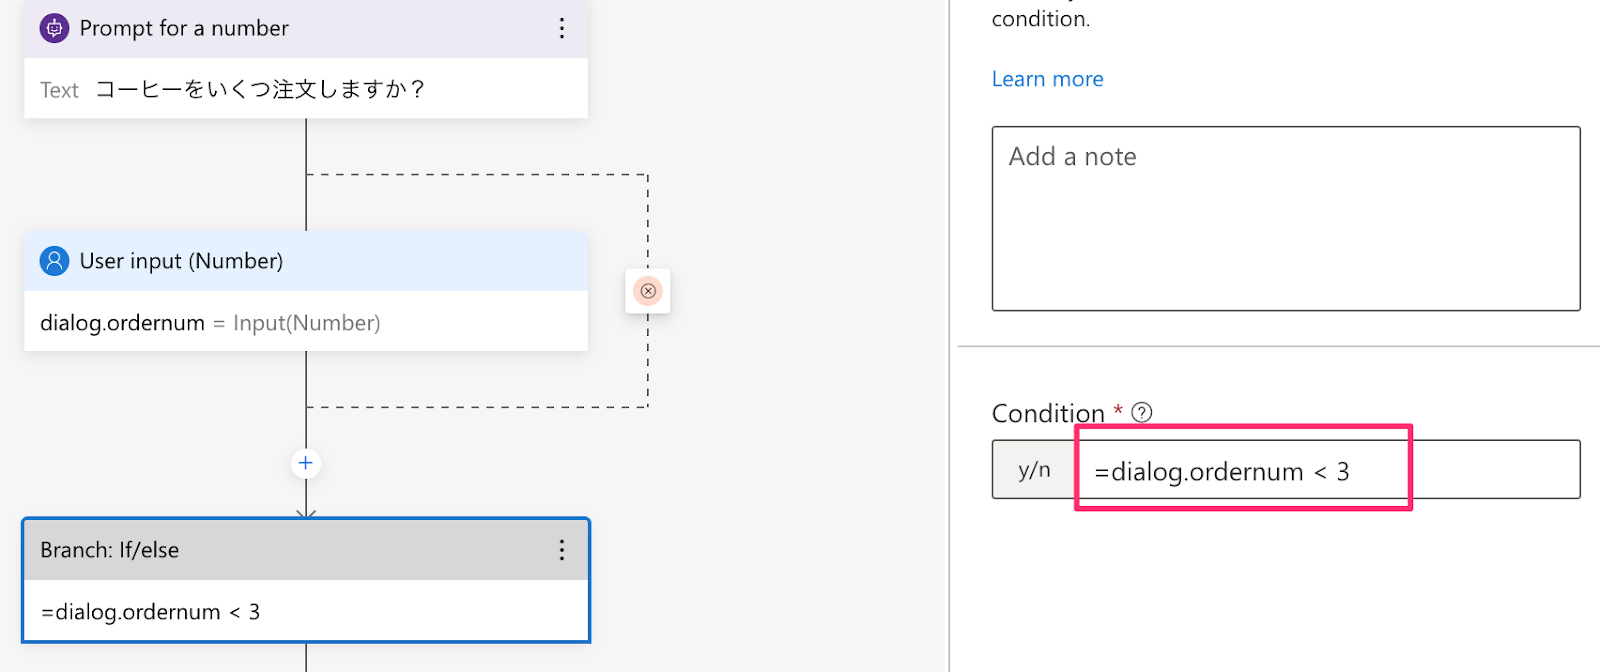 Prompt for a number
Text コーヒーをいくつ注文しますか？
User input (Number)
dialog.ordernum = Input(Number)
Branch: If/else
=dialog.ordernum < 3
condition.
Learn more
Add a note
Condition *
y/n =dialog.ordernum < 3